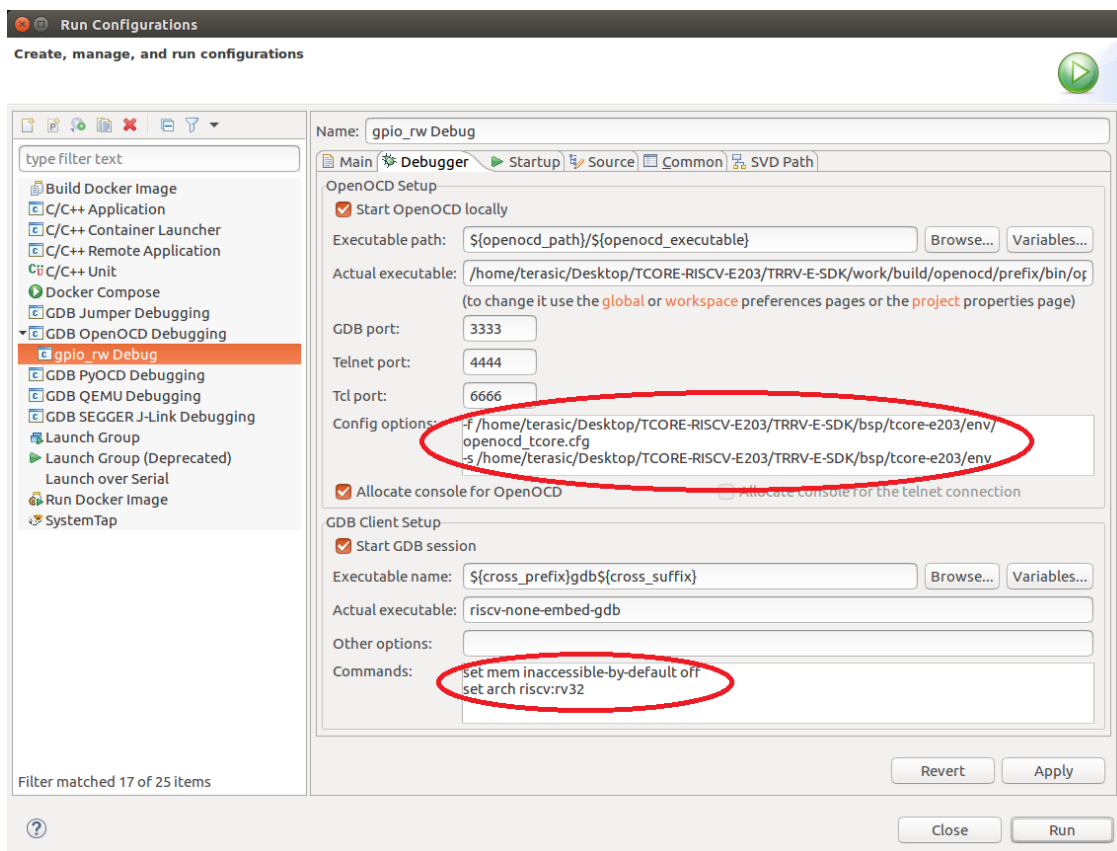 Run Configurations
Create, manage, and run configurations
type filter text
Build Docker Image
C/C++ Application
C/C++ Container Launcher
C/C++ Remote Application
C/C++ Unit
Docker Compose
GDB Jumper Debugging
GDB OpenOCD Debugging
gpio_rw Debug
GDB PyOCD Debugging
GDB QEMU Debugging
GDB SEGGER J-Link Debugging
Launch Group
Launch Group (Deprecated)
Launch over Serial
Run Docker Image
SystemTap
Filter matched 17 of 25 items
Name: gpio_rw Debug
Main Debugger Startup Source Common SVD Path
OpenOCD Setup
Start OpenOCD locally
Executable path: ${openocd_path}/${openocd_executable} Browse... Variables...
Actual executable: /home/terasic/Desktop/TCORE-RISCV-E203/TRRV-E-SDK/work/build/openocd/prefix/bin/op
(to change it use the global or workspace preferences pages or the project properties page)
GDB port: 3333
Telnet port: 4444
Tcl port: 6666
Config options: -f /home/terasic/Desktop/TCORE-RISCV-E203/TRRV-E-SDK/bsp/tcore-e203/env/
openocd_tcore.cfg
-s /home/terasic/Desktop/TCORE-RISCV-E203/TRRV-E-SDK/bsp/tcore-e203/env
Allocate console for OpenOCD Allocate console for the telnet connection
GDB Client Setup
Start GDB session
Executable name: ${cross_prefix}gdb${cross_suffix} Browse... Variables...
Actual executable: riscv-none-embed-gdb
Other options:
Commands: set mem inaccessible-by-default off
set arch riscv:rv32
Revert Apply
Close Run